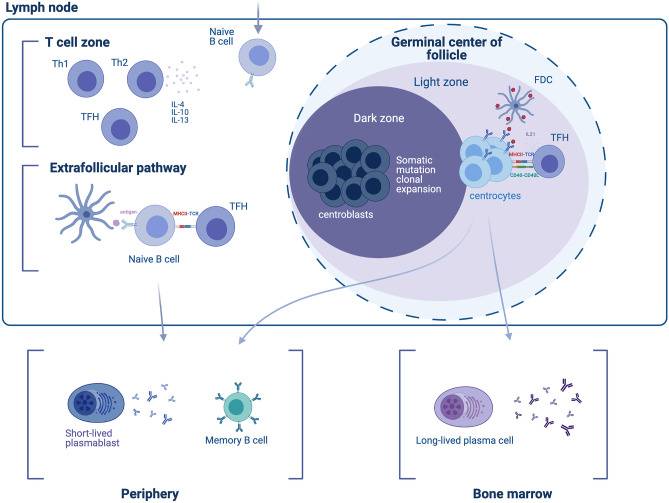 Lymph node
T cell zone
Th1
Th2
TFH
IL-4
IL-10
IL-13
Naive
B cell
Germinal center of
follicle
Light zone
FDC
Dark zone
IL21
TFH
MHCII-TCR
Somatic
mutation
clonal
expansion
centroblasts
centrocytes
Extrafollicular pathway
antigen
MHCII-TCR
TFH
Naive B cell
Short-lived
plasmablast
Memory B cell
Long-lived plasma cell
Periphery
Bone marrow